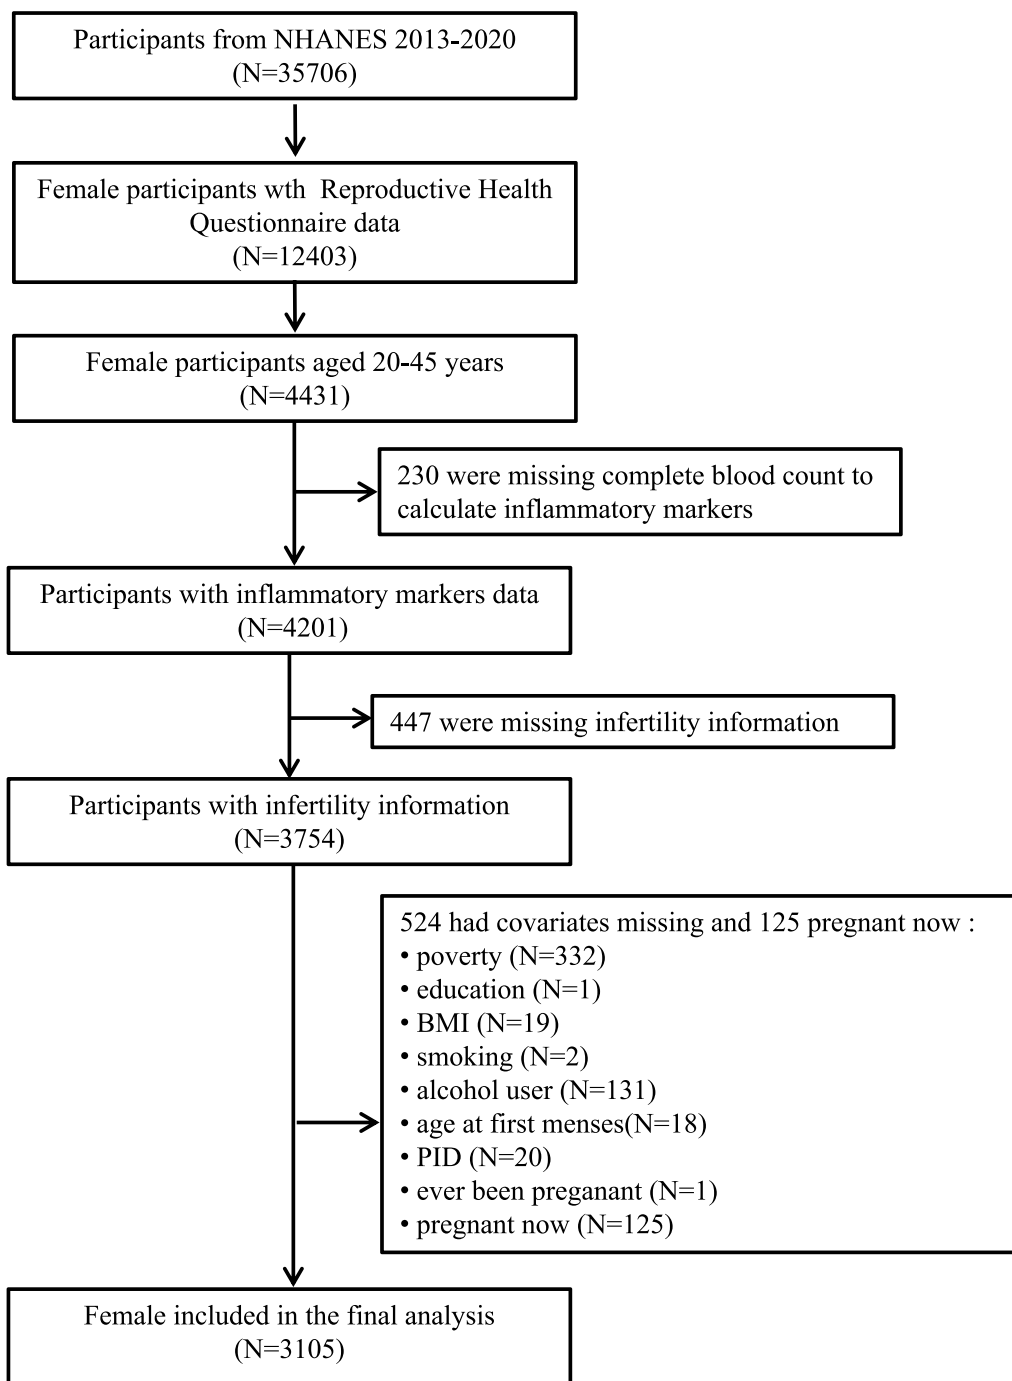 Participants from NHANES 2013-2020
(N=35706)
Female participants wth Reproductive Health
Questionnaire data
(N=12403)
Female participants aged 20-45 years
(N=4431)
230 were missing complete blood count to
calculate inflammatory markers
Participants with inflammatory markers data
(N=4201)
447 were missing infertility information
Participants with infertility information
(N=3754)
524 had covariates missing and 125 pregnant now :
• poverty (N=332)
• education (N=1)
• BMI (N=19)
• smoking (N=2)
• alcohol user (N=131)
• age at first menses(N=18)
• PID (N=20)
• ever been preganant (N=1)
• pregnant now (N=125)
Female included in the final analysis
(N=3105)